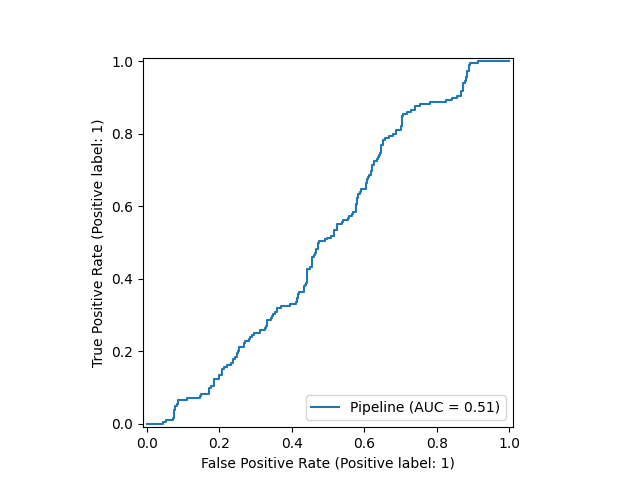 1.0
0.8
0.6
0.4
0.2
0.0
True Positive Rate (Positive label: 1)
Pipeline (AUC = 0.51)
0.0 0.2 0.4 0.6 0.8 1.0
False Positive Rate (Positive label: 1)